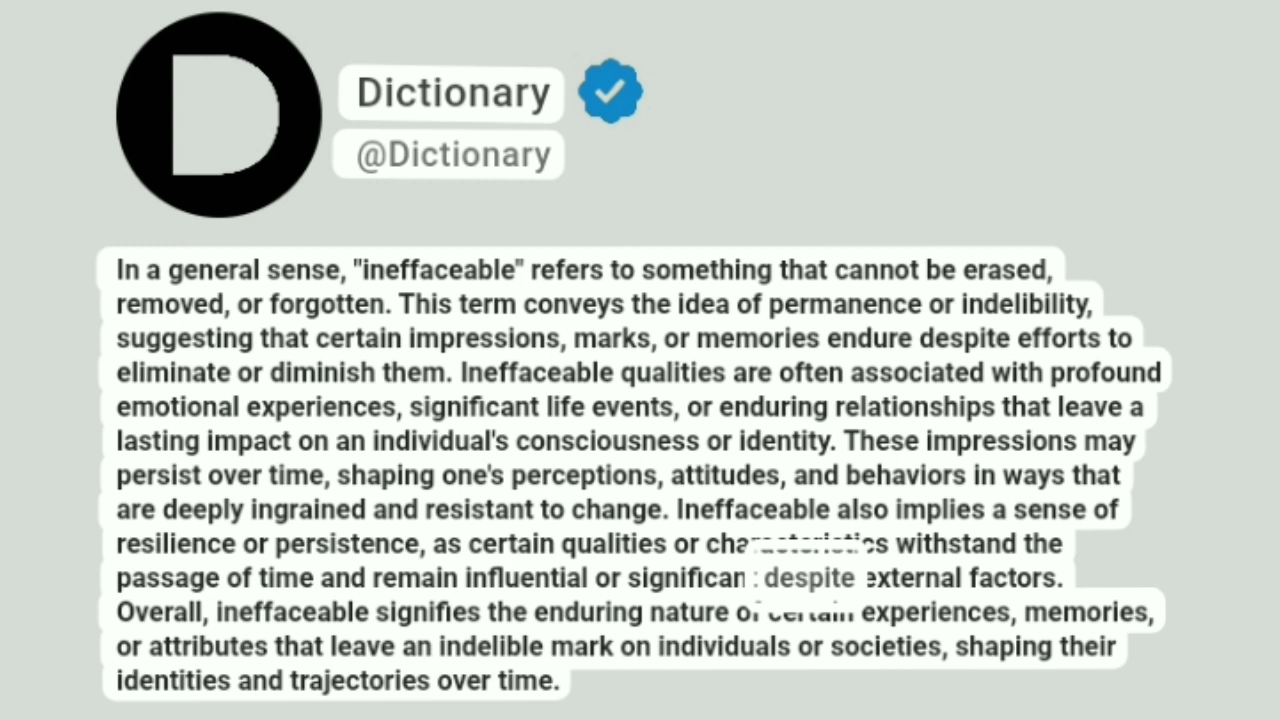 D
Dictionary
@Dictionary
In a general sense, "ineffaceable" refers to something that cannot be erased,
removed, or forgotten. This term conveys the idea of permanence or indelibility,
suggesting that certain impressions, marks, or memories endure despite efforts to
eliminate or diminish them. Ineffaceable qualities are often associated with profound
emotional experiences, significant life events, or enduring relationships that leave a
lasting impact on an individual's consciousness or identity. These impressions may
persist over time, shaping one's perceptions, attitudes, and behaviors in ways that
are deeply ingrained and resistant to change. Ineffaceable also implies a sense of
resilience or persistence, as certain qualities or characteristics withstand the
passage of time and remain influential or significant despite external factors.
Overall, ineffaceable signifies the enduring nature of certain experiences, memories,
or attributes that leave an indelible mark on individuals or societies, shaping their
identities and trajectories over time.